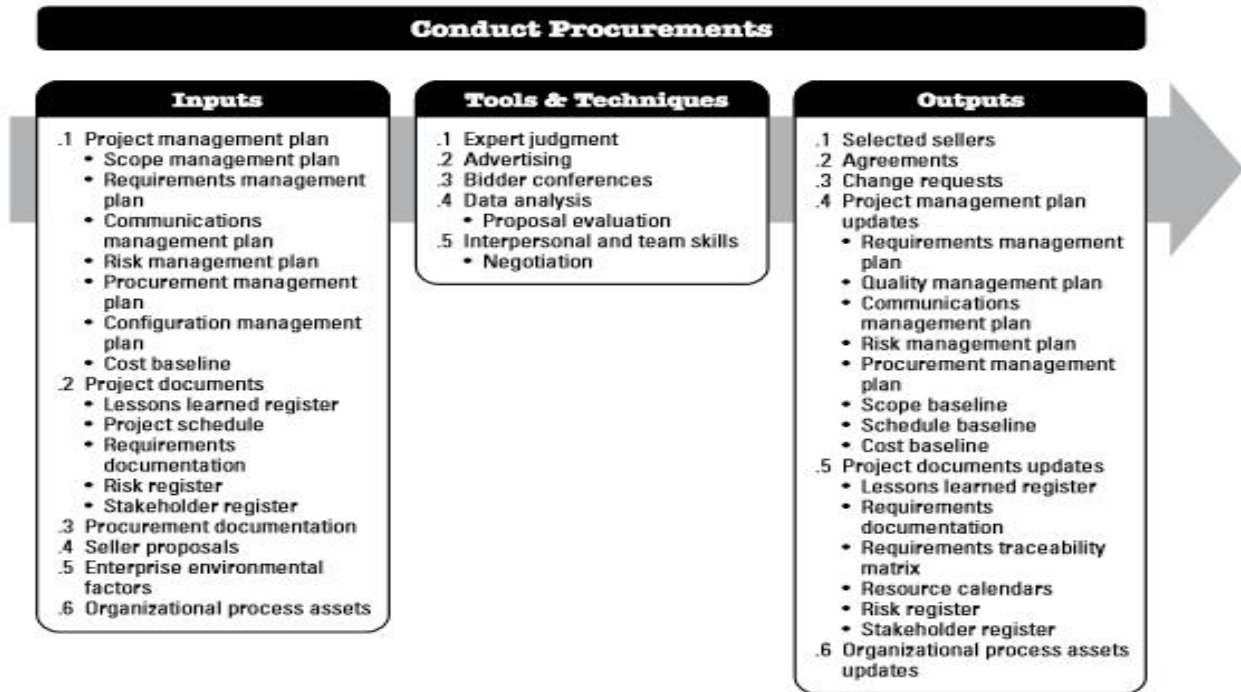 Conduct Procurements
Inputs
.1 Project management plan
• Scope management plan
• Requirements management
plan
• Communications
management plan
• Risk management plan
• Procurement management
plan
• Configuration management
plan
• Cost baseline
.2 Project documents
• Lessons learned register
• Project schedule
• Requirements
documentation
• Risk register
• Stakeholder register
.3 Procurement documentation
.4 Seller proposals
.5 Enterprise environmental
factors
.6 Organizational process assets
Tools & Techniques
.1 Expert judgment
.2 Advertising
.3 Bidder conferences
.4 Data analysis
• Proposal evaluation
.5 Interpersonal and team skills
• Negotiation
Outputs
.1 Selected sellers
.2 Agreements
.3 Change requests
.4 Project management plan
updates
• Requirements management
plan
• Quality management plan
• Communications
management plan
• Risk management plan
• Procurement management
plan
• Scope baseline
• Schedule baseline
• Cost baseline
.5 Project documents updates
• Lessons learned register
• Requirements
documentation
• Requirements traceability
matrix
• Resource calendars
• Risk register
• Stakeholder register
.6 Organizational process assets
updates